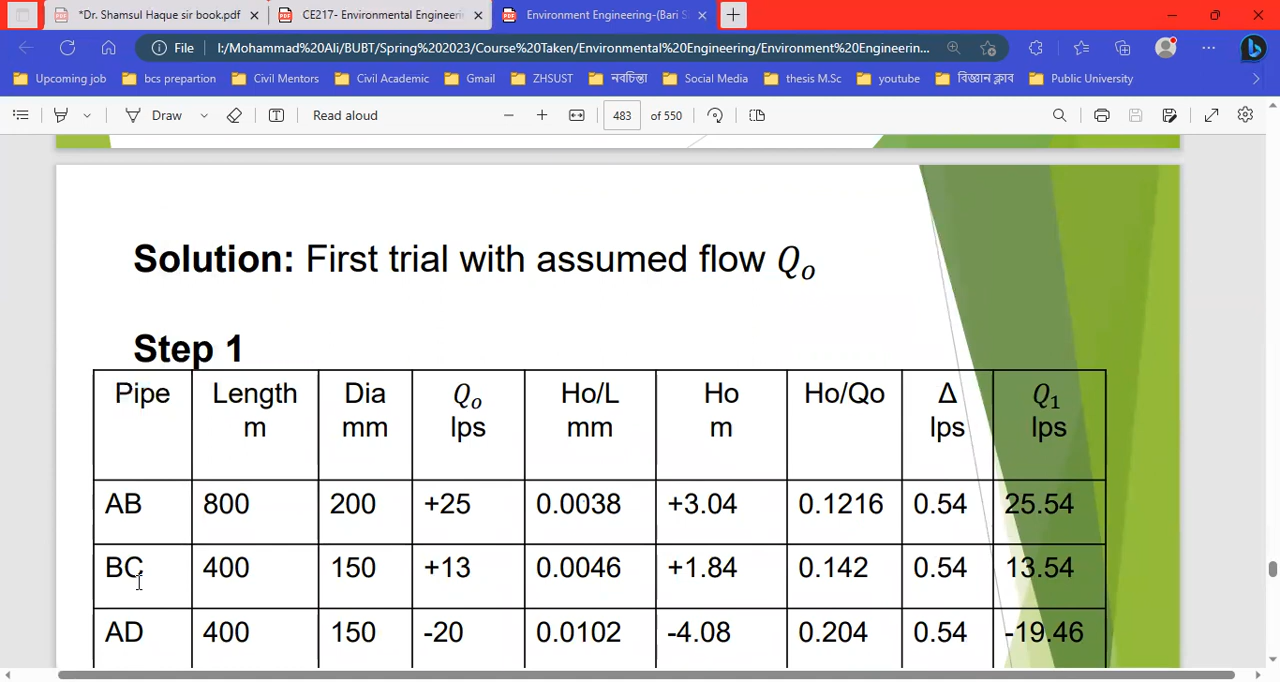 *Dr. Shamsul Haque sir book.pdf
CE217- Environmental Engineeri
Environment Engineering-(Bari S
File
I:/Mohammad%20Ali/BUBT/Spring%202023/Course%20Taken/Environmental%20Engineering/Environment%20Engineerin...
Upcoming job
bcs prepartion
Civil Mentors
Civil Academic
Gmail
ZHSUST
নবচিন্তা
Social Media
thesis M.Sc
youtube
বিজ্ঞান ক্লাব
Public University
Draw
Read aloud
483 of 550
Solution: First trial with assumed flow Qₒ
Step 1
Pipe Length m Dia mm Qₒ lps Ho/L mm Ho m Ho/Qo Δ lps Q₁ lps
AB 800 200 +25 0.0038 +3.04 0.1216 0.54 25.54
BC 400 150 +13 0.0046 +1.84 0.142 0.54 13.54
AD 400 150 -20 0.0102 -4.08 0.204 0.54 -19.46